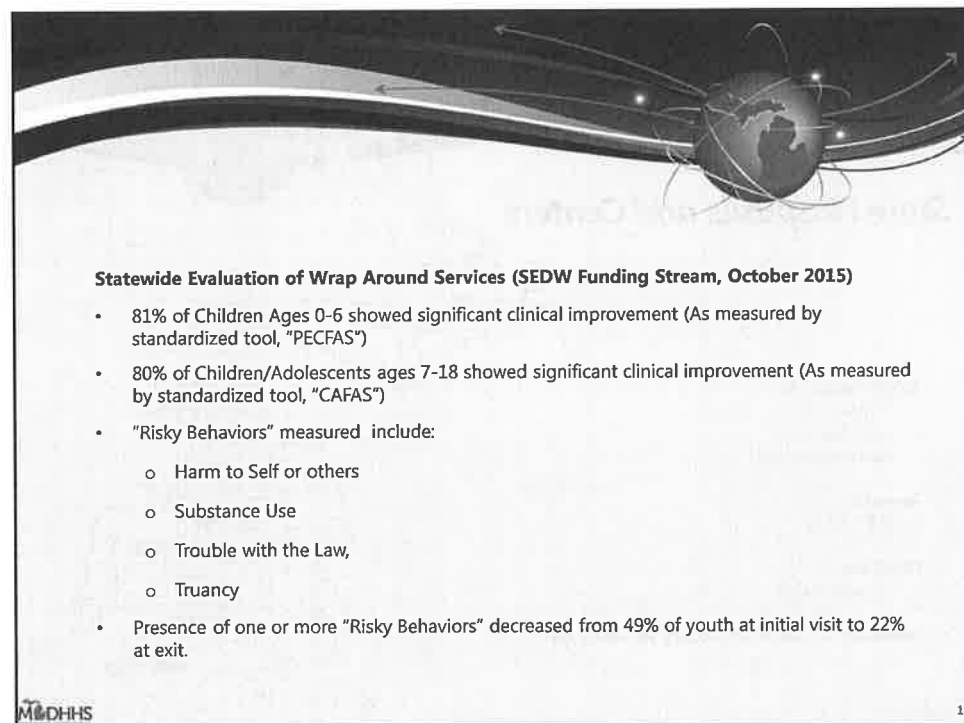 Statewide Evaluation of Wrap Around Services (SEDW Funding Stream, October 2015)
• 81% of Children Ages 0-6 showed significant clinical improvement (As measured by
standardized tool, "PECFAS")
• 80% of Children/Adolescents ages 7-18 showed significant clinical improvement (As measured
by standardized tool, "CAFAS")
• "Risky Behaviors" measured include:
o Harm to Self or others
o Substance Use
o Trouble with the Law,
o Truancy
• Presence of one or more "Risky Behaviors" decreased from 49% of youth at initial visit to 22%
at exit.
M&DHHS
1